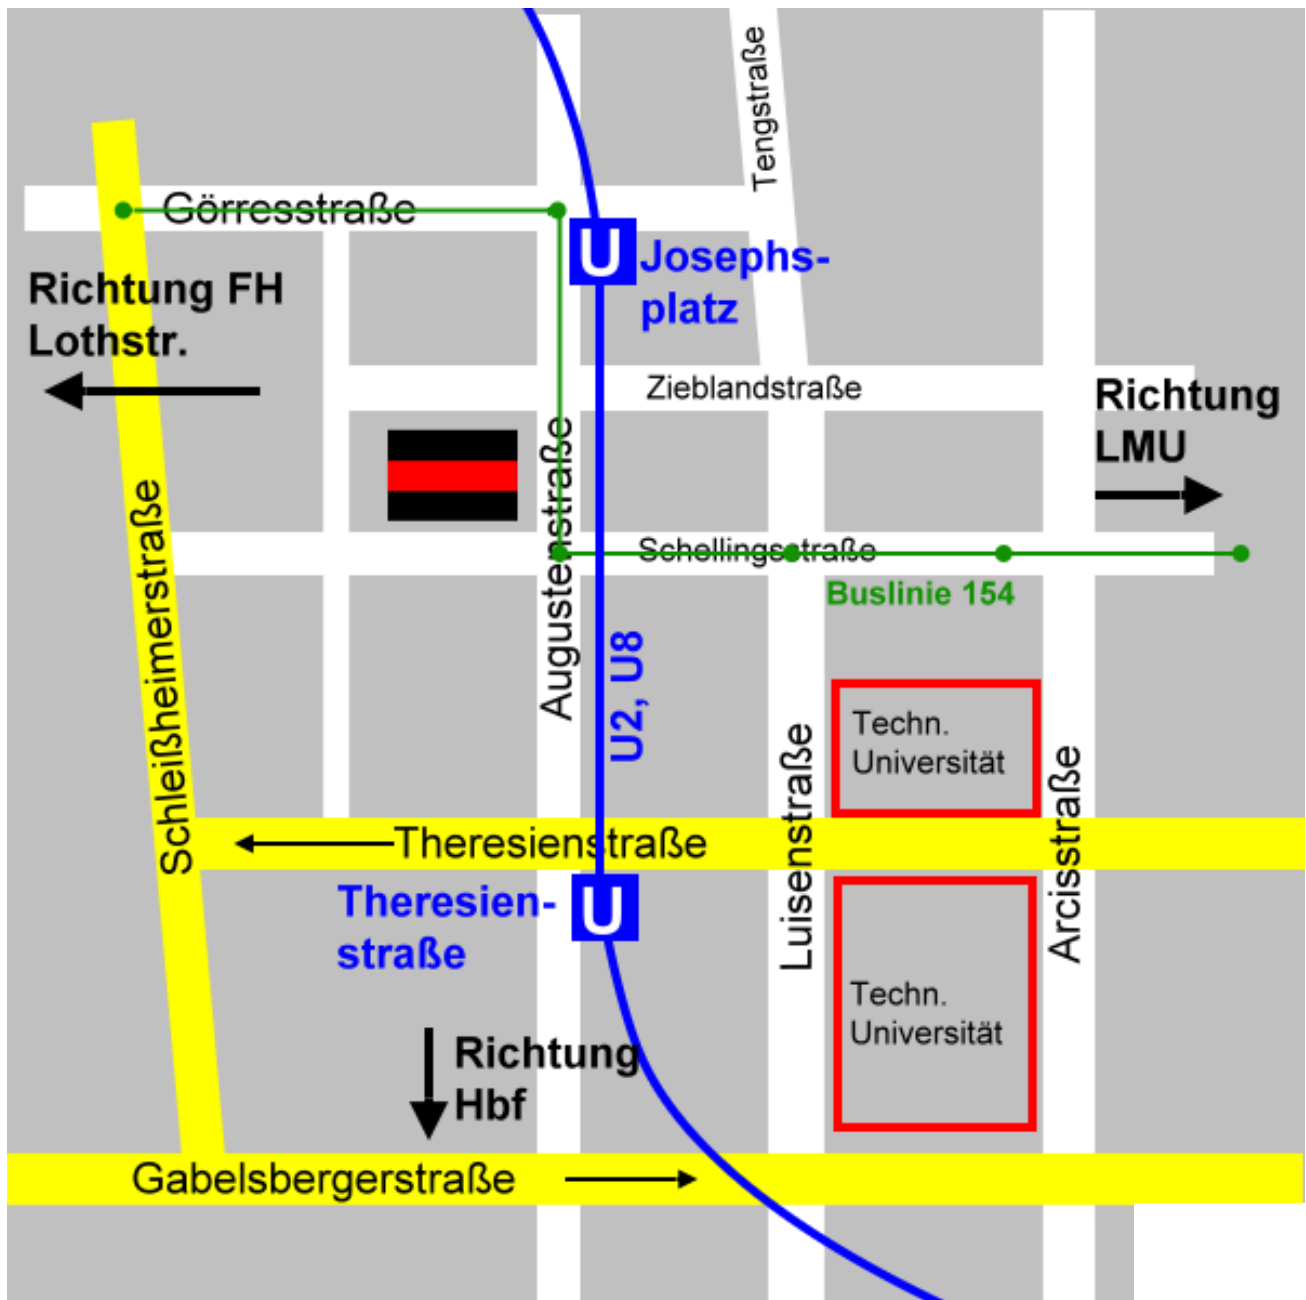 Tengstraße
Görresstraße
U
Josephs-
platz
Richtung FH
Lothstr.
Zieblandstraße
Richtung
LMU
Augustenstraße
Schellingsstraße
Buslinie 154
Schleißheimerstraße
U2, U8
Techn.
Universität
Luisenstraße
Arcisstraße
Theresienstraße
Theresien-
straße
U
Techn.
Universität
Richtung
Hbf
Gabelsbergerstraße